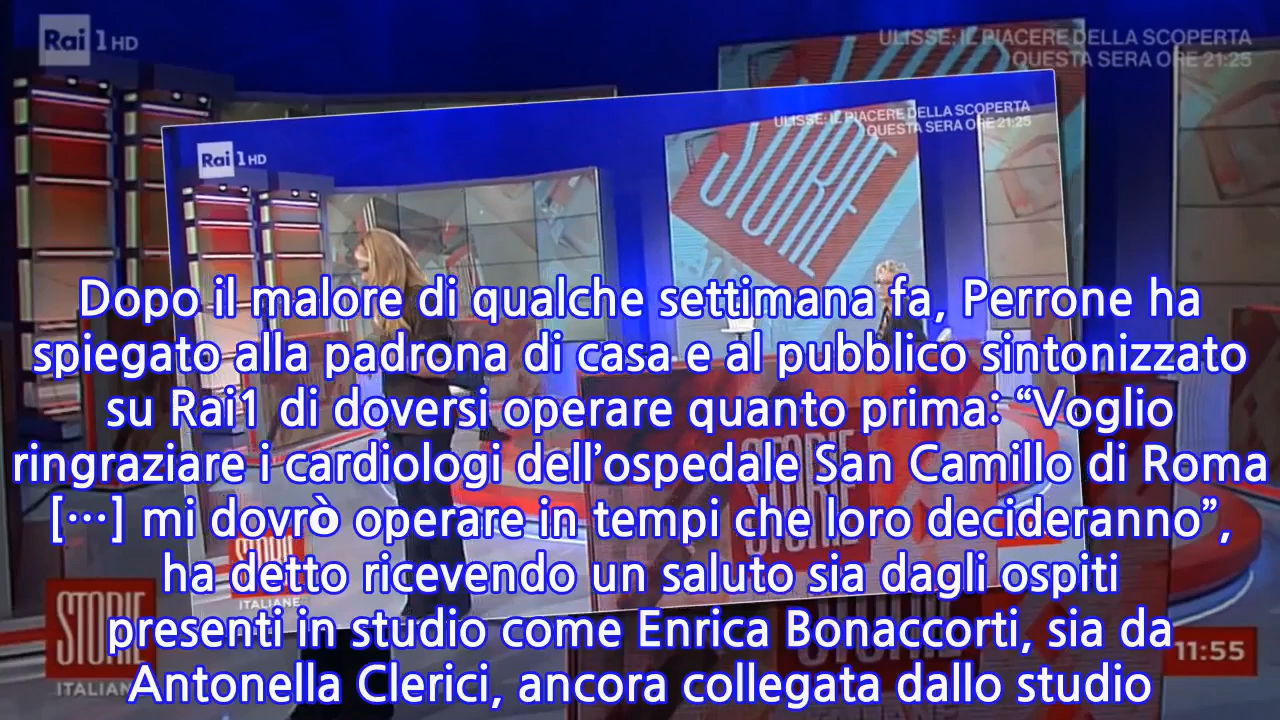 Rai 1 HD
ULISSE: IL PIACERE DELLA SCOPERTA
QUESTA SERA ORE 21:25
Rai 1 HD
ULISSE: IL PIACERE DELLA SCOPERTA
QUESTA SERA ORE 21:25
STORIE
Dopo il malore di qualche settimana fa, Perrone ha
spiegato alla padrona di casa e al pubblico sintonizzato
su Rai1 di doversi operare quanto prima: “Voglio
ringraziare i cardiologi dell’ospedale San Camillo di Roma
[…] mi dovrò operare in tempi che loro decideranno”,
ha detto ricevendo un saluto sia dagli ospiti
presenti in studio come Enrica Bonaccorti, sia da
Antonella Clerici, ancora collegata dallo studio
STORIE
STORIE
ITALIANE
STORIE
ITALIANE
11:55